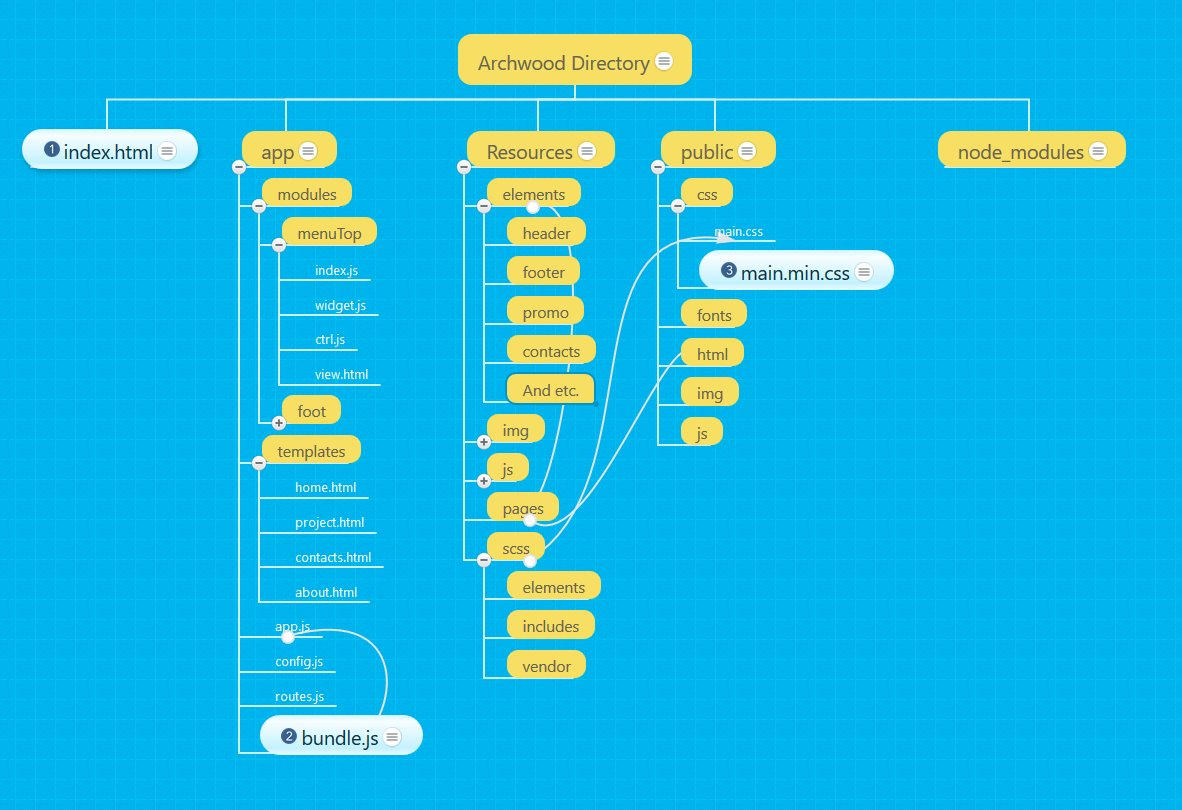 Archwood Directory
1 index.html
app
modules
menuTop
index.js
widget.js
ctrl.js
view.html
foot
templates
home.html
project.html
contacts.html
about.html
app.js
config.js
routes.js
2 bundle.js
Resources
elements
header
footer
promo
contacts
And etc.
img
js
pages
scss
elements
includes
vendor
public
css
main.css
3 main.min.css
fonts
html
img
js
node_modules